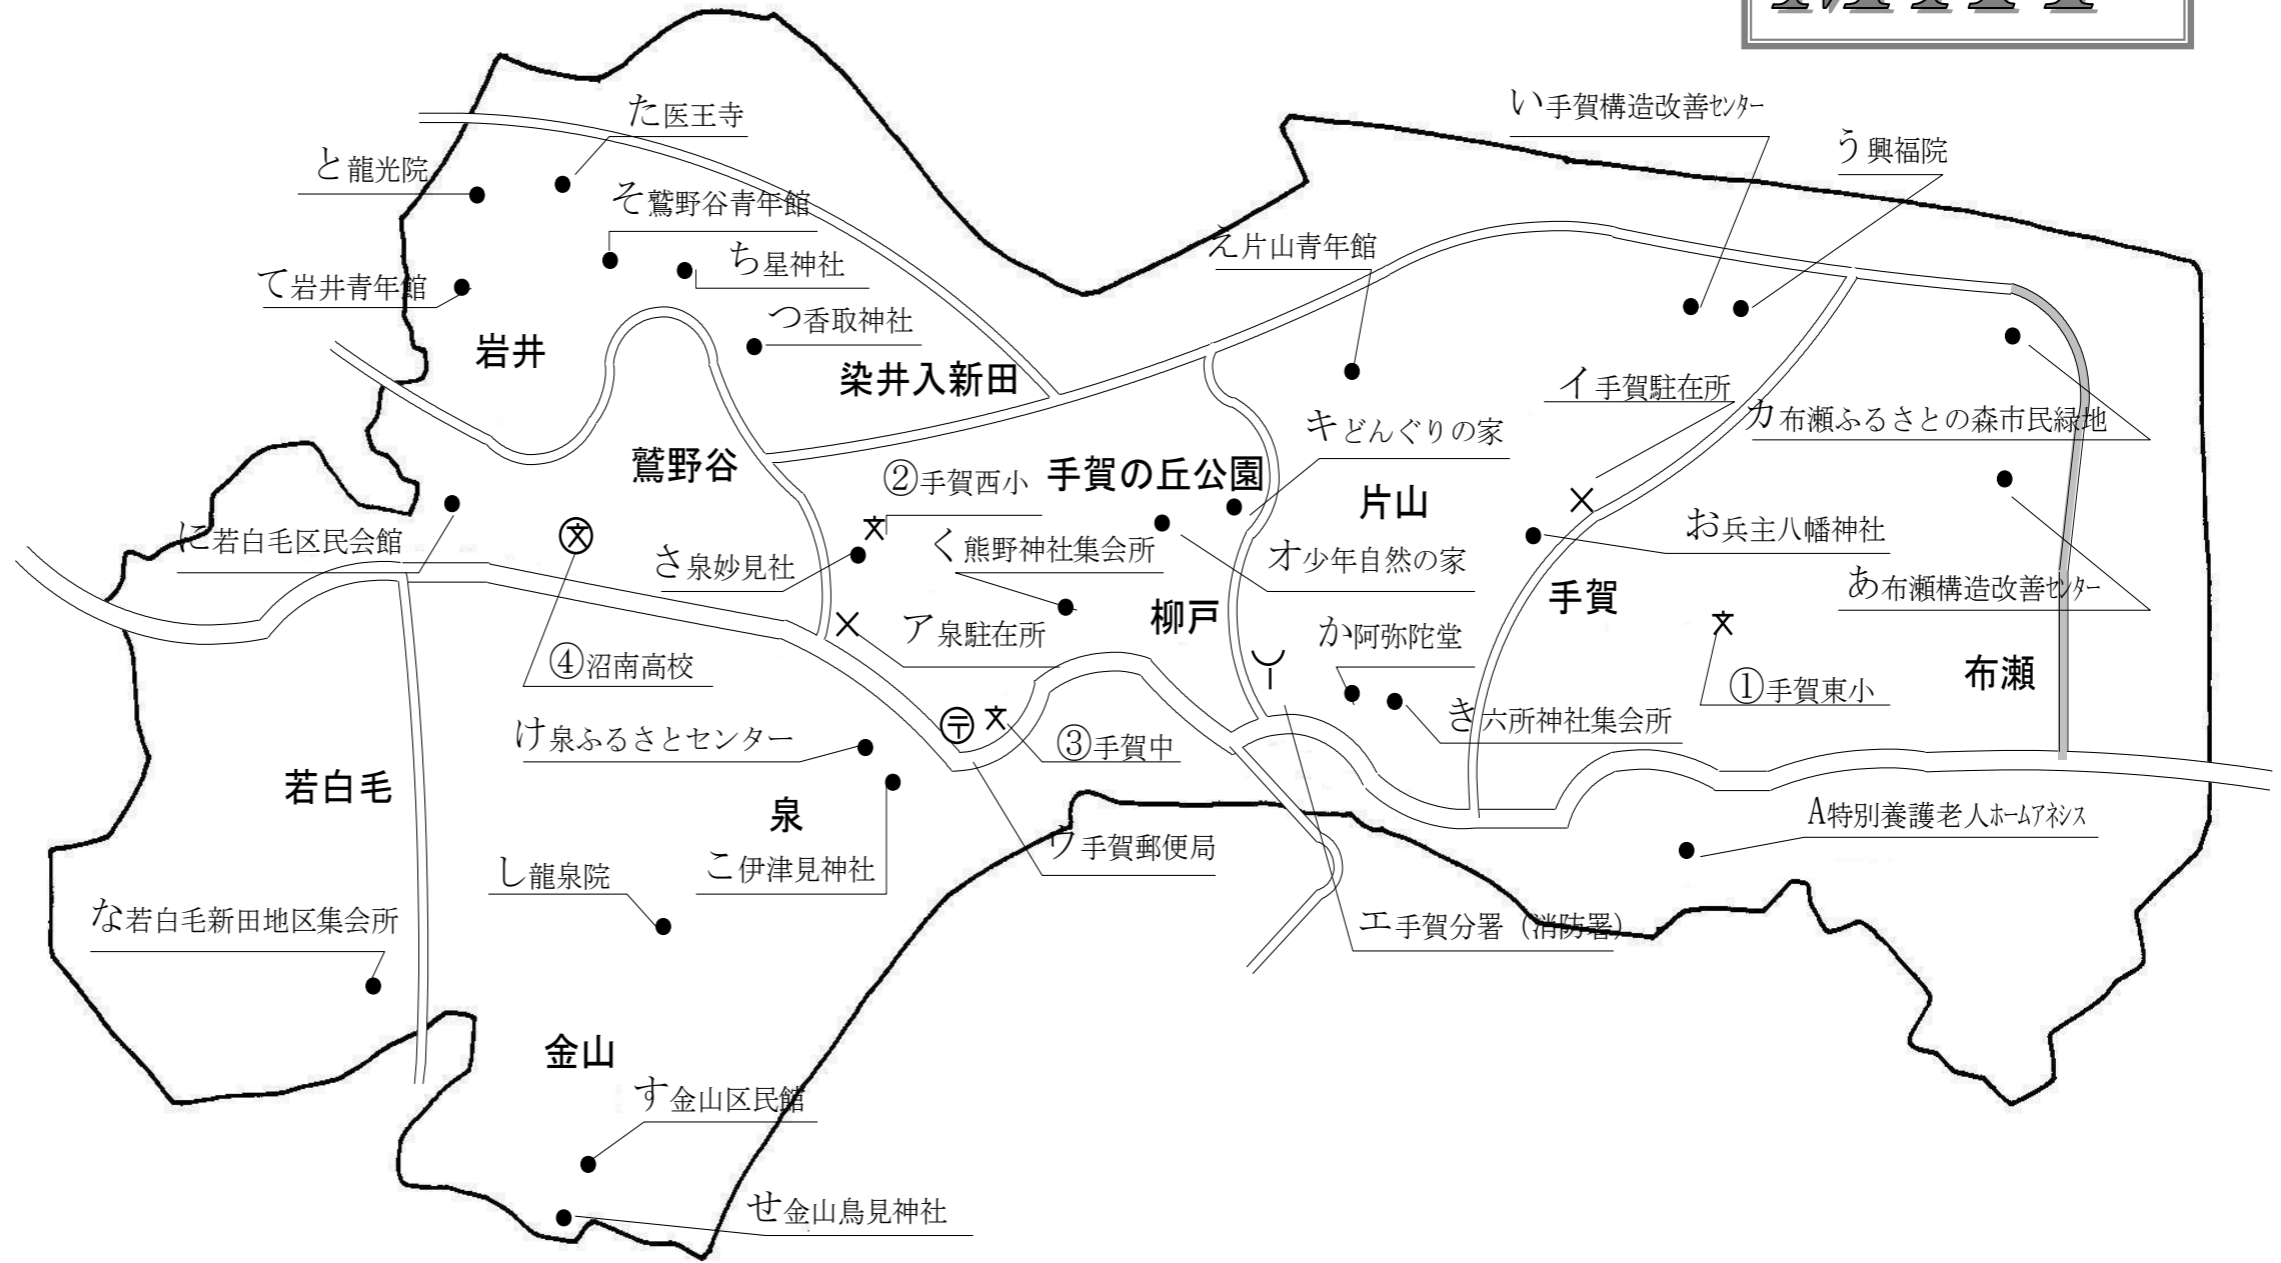 MAP
た医王寺
い手賀構造改善ｾﾝﾀｰ
う興福院
と龍光院
そ鷲野谷青年館
え片山青年館
ち星神社
て岩井青年館
つ香取神社
岩井
染井入新田
イ手賀駐在所
カ布瀬ふるさとの森市民緑地
キどんぐりの家
鷲野谷
②手賀西小
手賀の丘公園
片山
文
お兵主八幡神社
に若白毛区民会館
文
く熊野神社集会所
オ少年自然の家
さ泉妙見社
あ布瀬構造改善ｾﾝﾀｰ
手賀
柳戸
文
ア泉駐在所
か阿弥陀堂
④沼南高校
布瀬
①手賀東小
〒
文
き六所神社集会所
け泉ふるさとセンター
③手賀中
若白毛
泉
A特別養護老人ﾎｰﾑｱﾈｼｽ
ウ手賀郵便局
こ伊津見神社
し龍泉院
な若白毛新田地区集会所
エ手賀分署（消防署）
金山
す金山区民館
せ金山鳥見神社